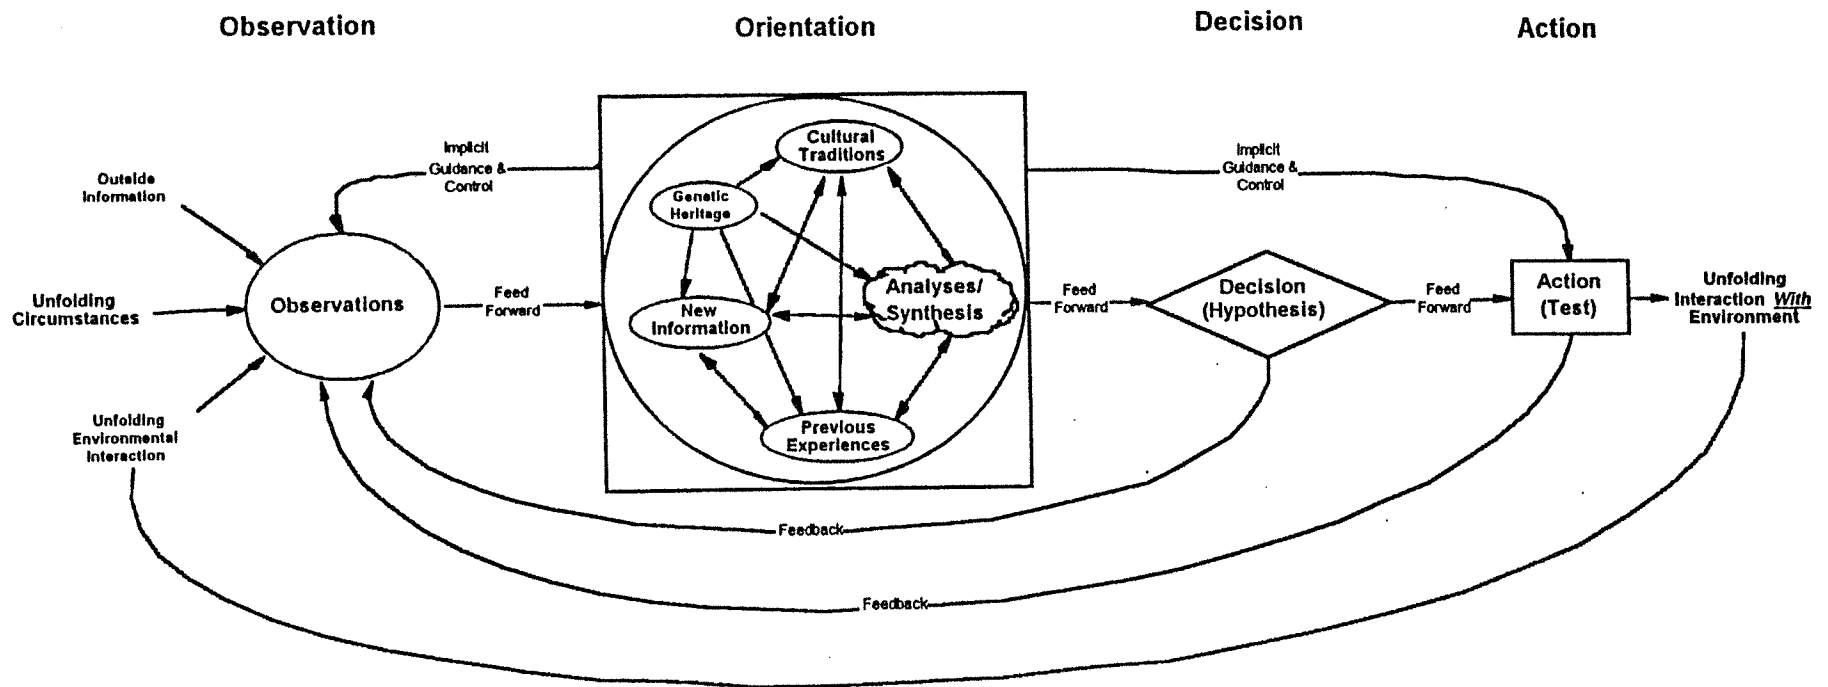 Observation
Orientation
Decision
Action
Outside
Information
Unfolding
Circumstances
Unfolding
Environmental
Interaction
Observations
Implicit
Guidance &
Control
Feed
Forward
Cultural
Traditions
Genetic
Heritage
New
Information
Analyses/
Synthesis
Previous
Experiences
Implicit
Guidance &
Control
Feed
Forward
Decision
(Hypothesis)
Feed
Forward
Action
(Test)
Unfolding
Interaction With
Environment
Feedback
Feedback